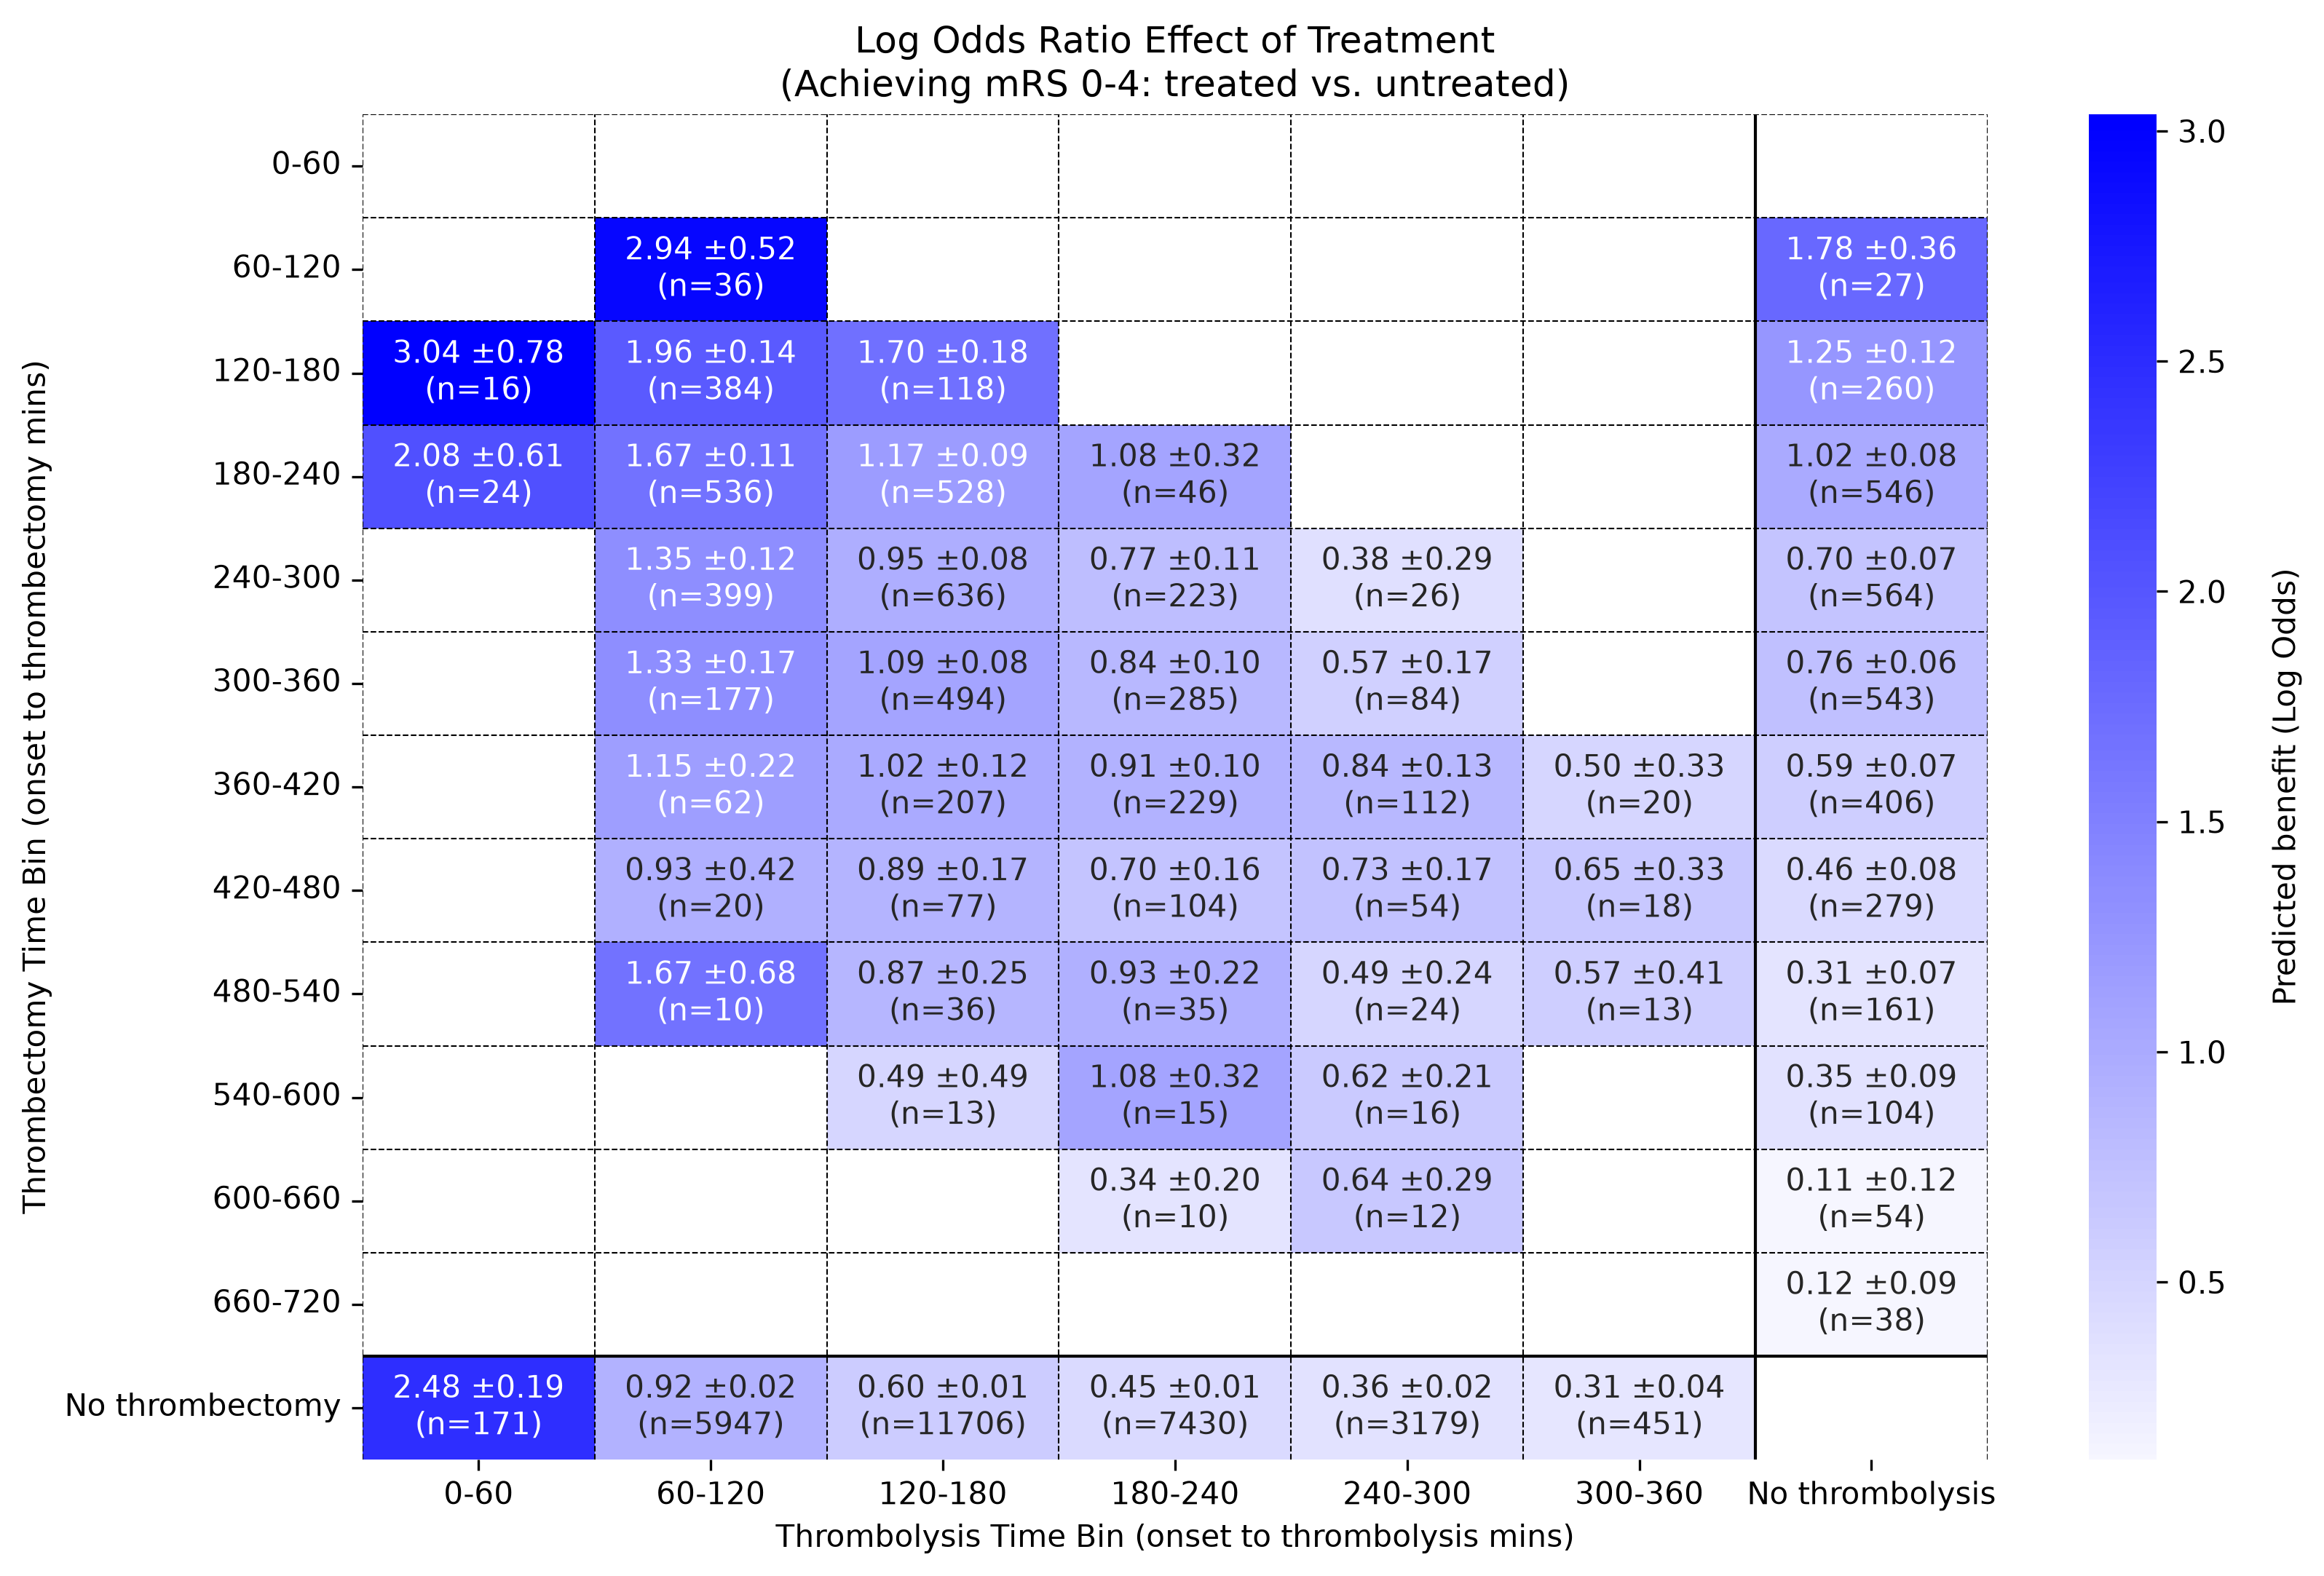 Log Odds Ratio Effect of Treatment
(Achieving mRS 0-4: treated vs. untreated)
Thrombectomy Time Bin (onset to thrombectomy mins)
0-60
60-120
2.94 ±0.52
(n=36)
1.78 ±0.36
(n=27)
120-180
3.04 ±0.78
(n=16)
1.96 ±0.14
(n=384)
1.70 ±0.18
(n=118)
1.25 ±0.12
(n=260)
180-240
2.08 ±0.61
(n=24)
1.67 ±0.11
(n=536)
1.17 ±0.09
(n=528)
1.08 ±0.32
(n=46)
1.02 ±0.08
(n=546)
240-300
1.35 ±0.12
(n=399)
0.95 ±0.08
(n=636)
0.77 ±0.11
(n=223)
0.38 ±0.29
(n=26)
0.70 ±0.07
(n=564)
300-360
1.33 ±0.17
(n=177)
1.09 ±0.08
(n=494)
0.84 ±0.10
(n=285)
0.57 ±0.17
(n=84)
0.76 ±0.06
(n=543)
360-420
1.15 ±0.22
(n=62)
1.02 ±0.12
(n=207)
0.91 ±0.10
(n=229)
0.84 ±0.13
(n=112)
0.50 ±0.33
(n=20)
0.59 ±0.07
(n=406)
420-480
0.93 ±0.42
(n=20)
0.89 ±0.17
(n=77)
0.70 ±0.16
(n=104)
0.73 ±0.17
(n=54)
0.65 ±0.33
(n=18)
0.46 ±0.08
(n=279)
480-540
1.67 ±0.68
(n=10)
0.87 ±0.25
(n=36)
0.93 ±0.22
(n=35)
0.49 ±0.24
(n=24)
0.57 ±0.41
(n=13)
0.31 ±0.07
(n=161)
540-600
0.49 ±0.49
(n=13)
1.08 ±0.32
(n=15)
0.62 ±0.21
(n=16)
0.35 ±0.09
(n=104)
600-660
0.34 ±0.20
(n=10)
0.64 ±0.29
(n=12)
0.11 ±0.12
(n=54)
660-720
0.12 ±0.09
(n=38)
No thrombectomy
2.48 ±0.19
(n=171)
0.92 ±0.02
(n=5947)
0.60 ±0.01
(n=11706)
0.45 ±0.01
(n=7430)
0.36 ±0.02
(n=3179)
0.31 ±0.04
(n=451)
0-60
60-120
120-180
180-240
240-300
300-360
No thrombolysis
Thrombolysis Time Bin (onset to thrombolysis mins)
3.0
2.5
2.0
1.5
1.0
0.5
Predicted benefit (Log Odds)